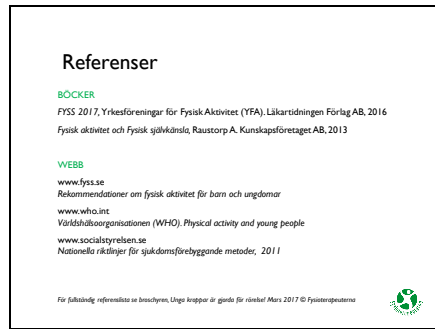 Referenser
BÖCKER
FYSS 2017, Yrkesföreningar för Fysisk Aktivitet (YFA). Läkartidningen Förlag AB, 2016
Fysisk aktivitet och Fysisk självkänsla, Raustorp A. Kunskapsföretaget AB, 2013
WEBB
www.fyss.se
Rekommendationer om fysisk aktivitet för barn och ungdomar
www.who.int
Världshälsoorganisationen (WHO). Physical activity and young people
www.socialstyrelsen.se
Nationella riktlinjer för sjukdomsförebyggande metoder, 2011
För fullständig referenslista se broschyren, Unga kroppar är gjorda för rörelse! Mars 2017 © Fysioterapeuterna